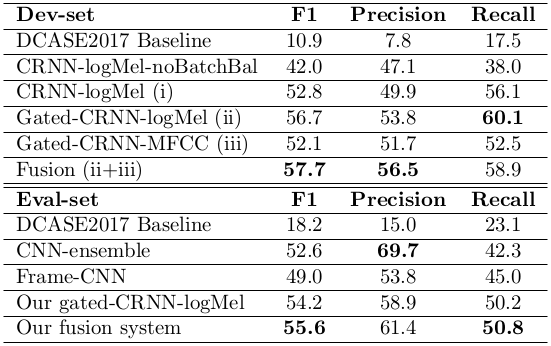 Dev-set F1 Precision Recall
DCASE2017 Baseline 10.9 7.8 17.5
CRNN-logMel-noBatchBal 42.0 47.1 38.0
CRNN-logMel (i) 52.8 49.9 56.1
Gated-CRNN-logMel (ii) 56.7 53.8 60.1
Gated-CRNN-MFCC (iii) 52.1 51.7 52.5
Fusion (ii+iii) 57.7 56.5 58.9
Eval-set F1 Precision Recall
DCASE2017 Baseline 18.2 15.0 23.1
CNN-ensemble 52.6 69.7 42.3
Frame-CNN 49.0 53.8 45.0
Our gated-CRNN-logMel 54.2 58.9 50.2
Our fusion system 55.6 61.4 50.8